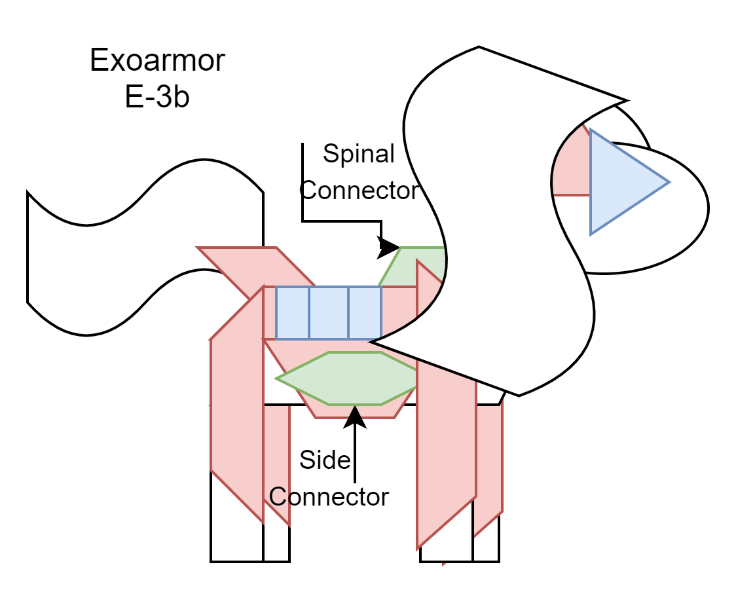 Exoarmor
E-3b
Spinal
Connector
Side
Connector